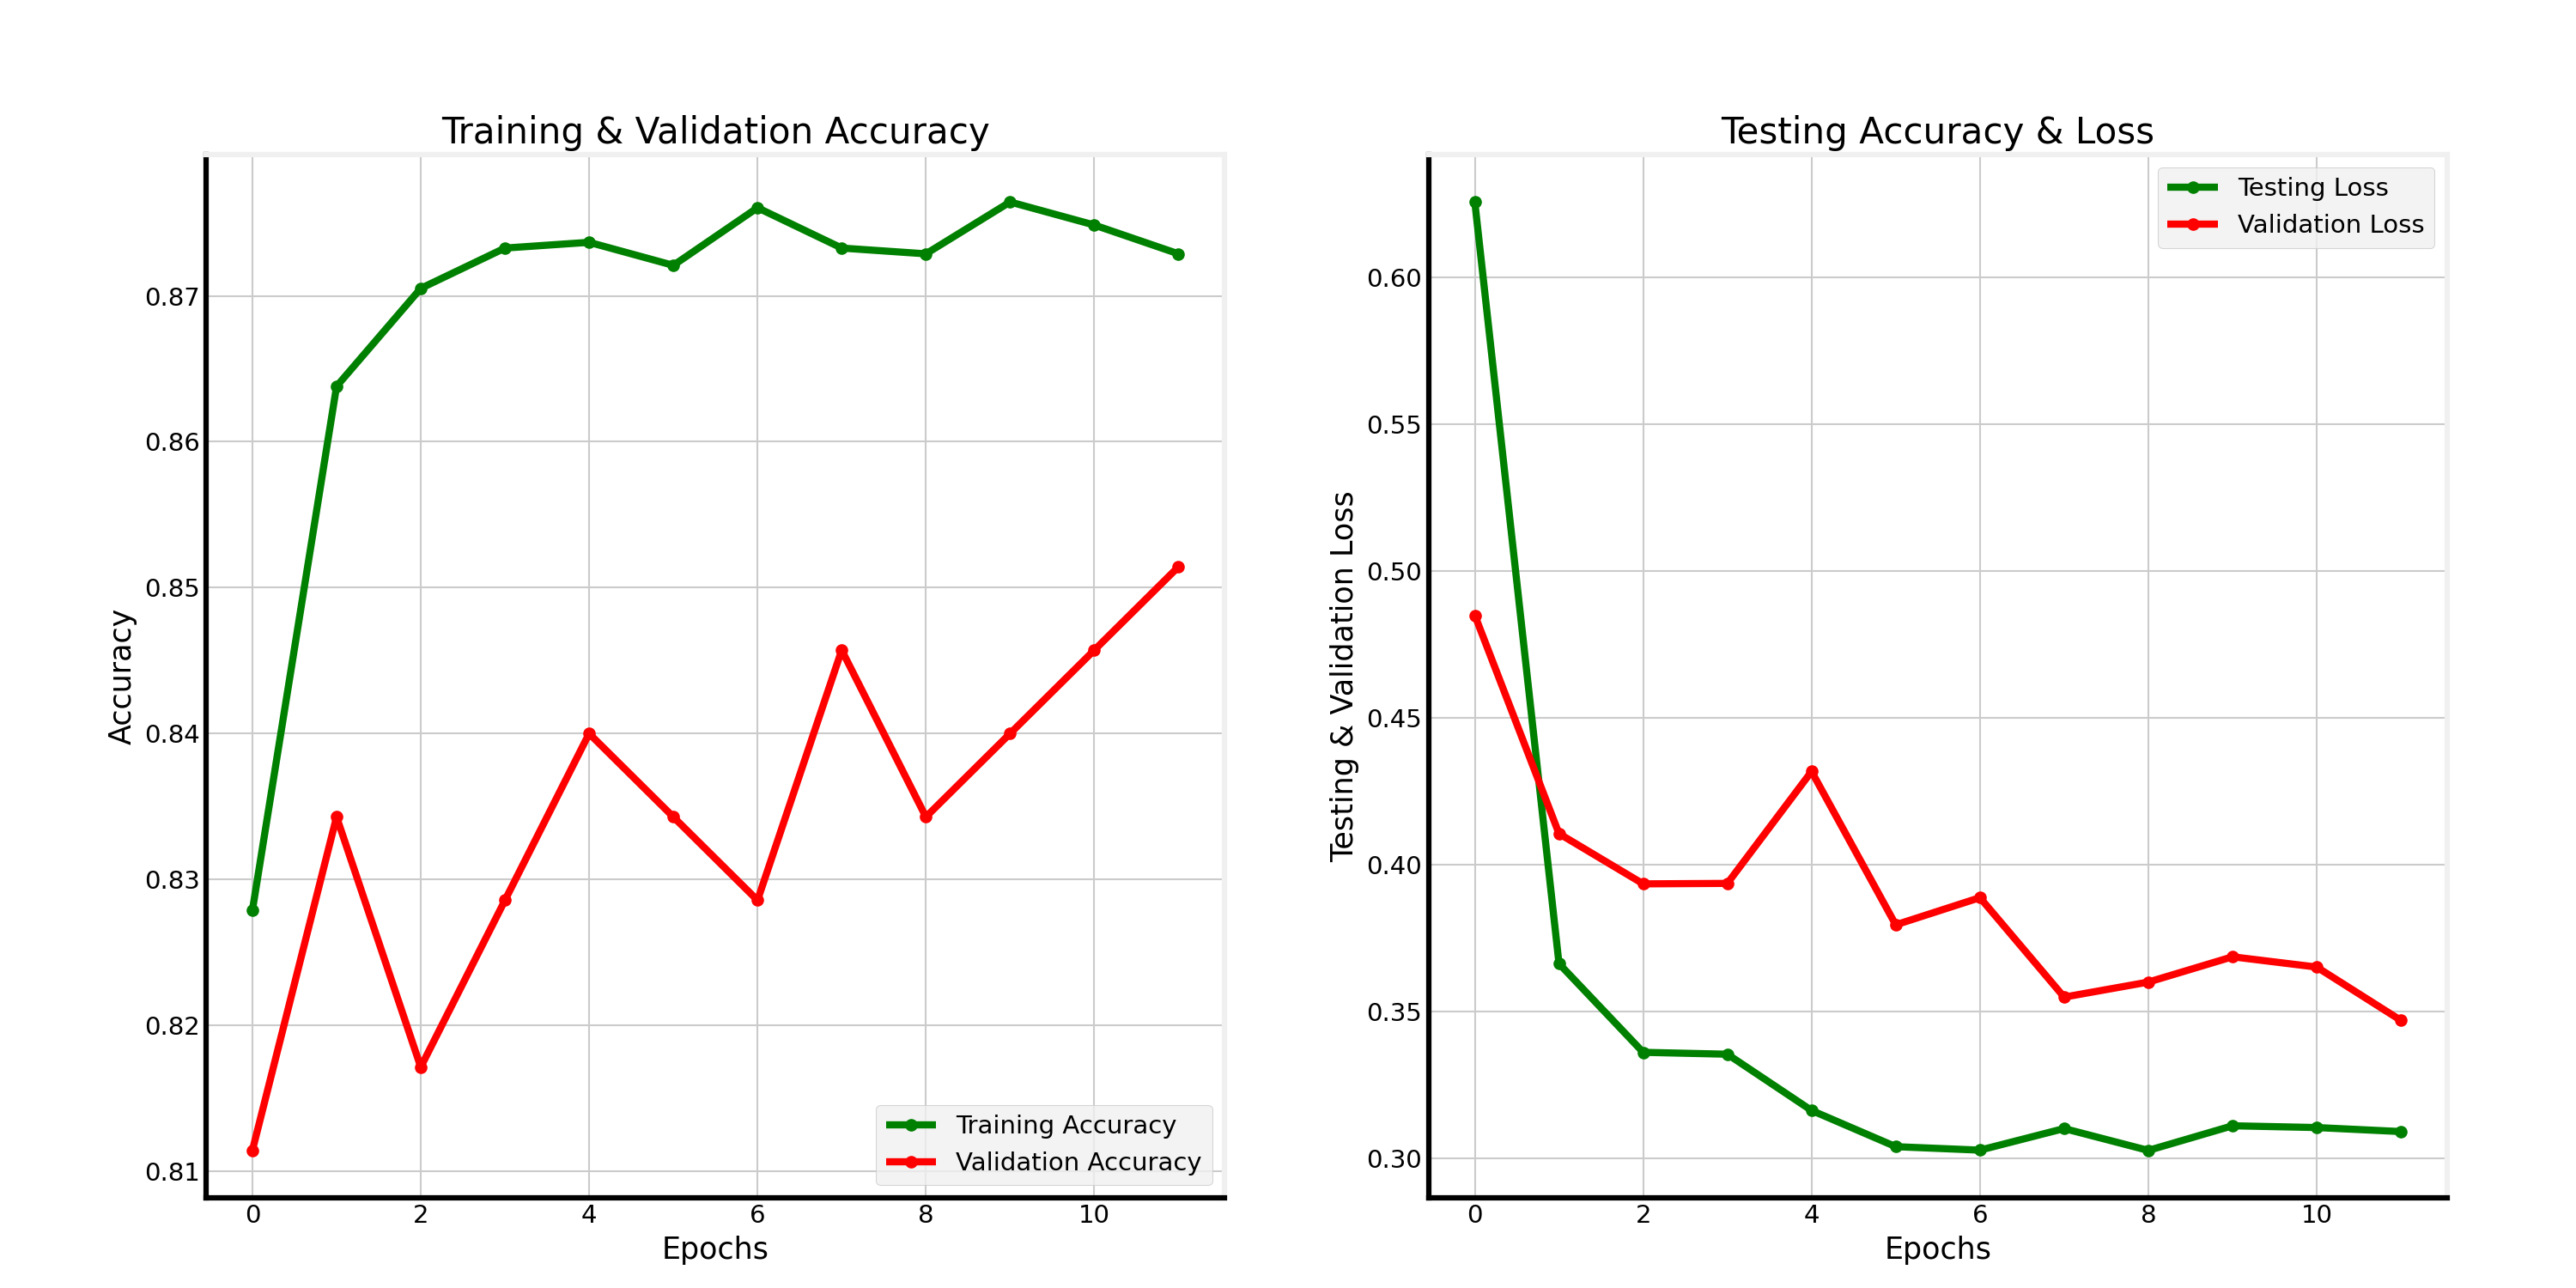 Training & Validation Accuracy
Accuracy
0.87
0.86
0.85
0.84
0.83
0.82
0.81
0
2
4
6
8
10
Epochs
Training Accuracy
Validation Accuracy
Testing Accuracy & Loss
Testing & Validation Loss
0.60
0.55
0.50
0.45
0.40
0.35
0.30
0
2
4
6
8
10
Epochs
Testing Loss
Validation Loss